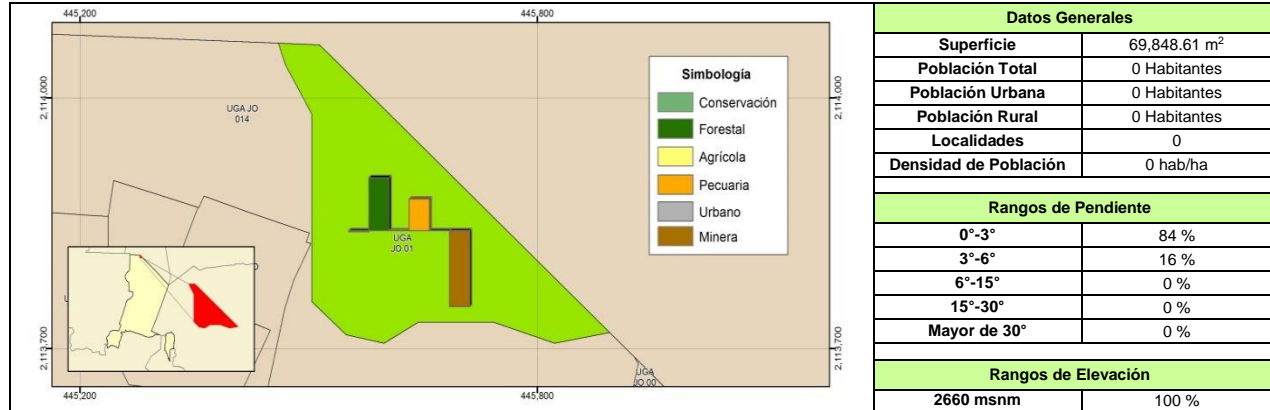 445,200
445,800
2,114,000
2,114,000
UGA JO
014
Simbología
Conservación
Forestal
Agrícola
Pecuaria
Urbano
Minera
UGA
JO 01
2,113,700
2,113,700
UGA
JO 00
445,200
445,800
Datos Generales
Superficie 69,848.61 m²
Población Total 0 Habitantes
Población Urbana 0 Habitantes
Población Rural 0 Habitantes
Localidades 0
Densidad de Población 0 hab/ha
Rangos de Pendiente
0°-3° 84 %
3°-6° 16 %
6°-15° 0 %
15°-30° 0 %
Mayor de 30° 0 %
Rangos de Elevación
2660 msnm 100 %